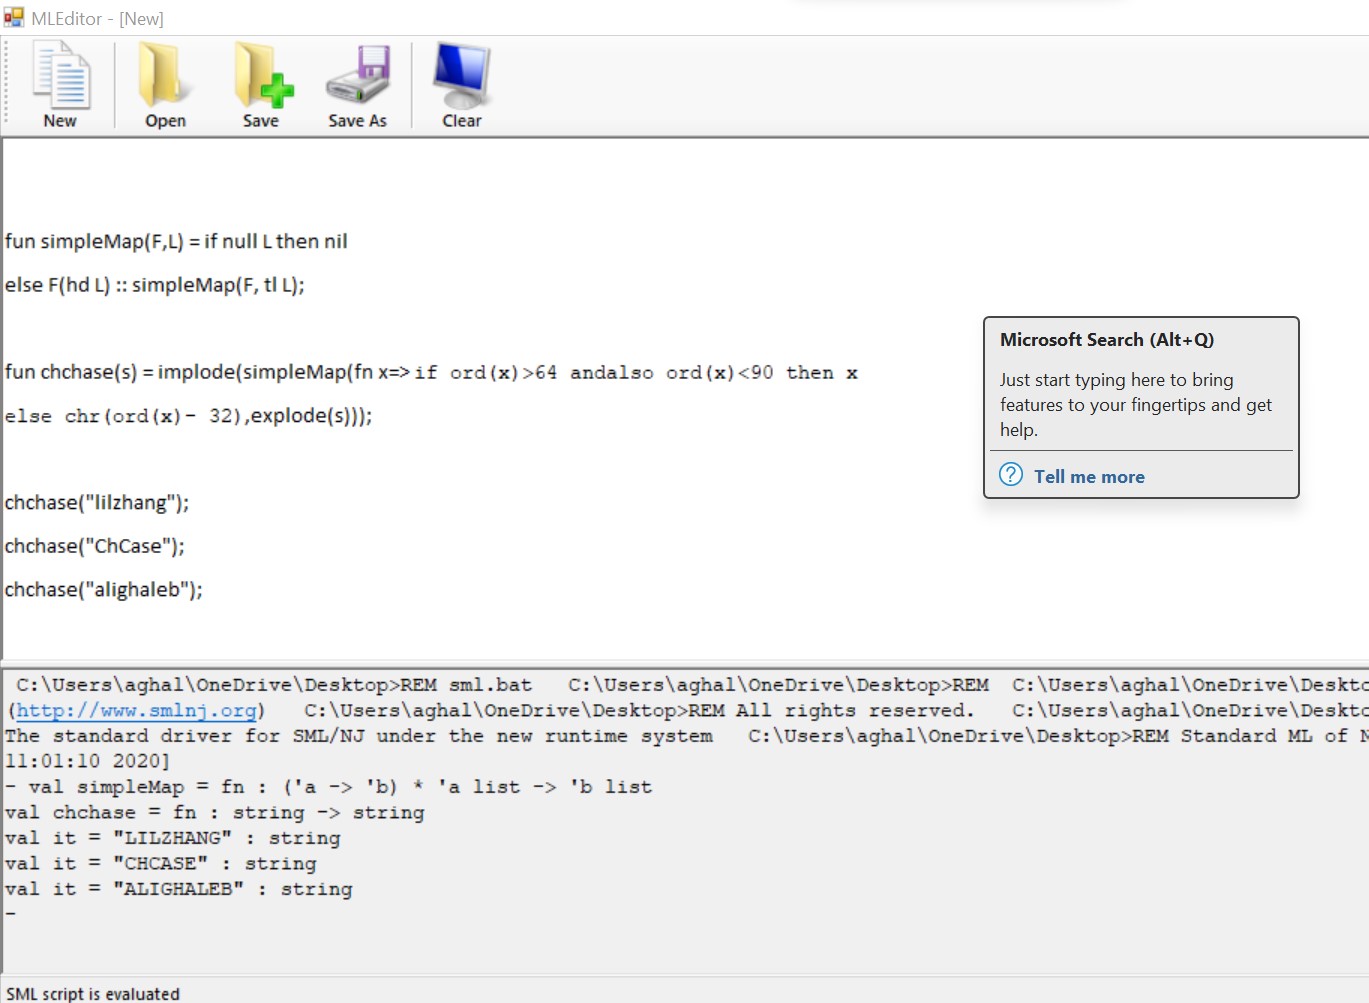 MLEditor - [New]
New Open Save Save As Clear
fun simpleMap(F,L) = if null L then nil
else F(hd L) :: simpleMap(F, tl L);
fun chchase(s) = implode(simpleMap(fn x=> if ord(x)>64 andalso ord(x)<90 then x
else chr(ord(x)- 32),explode(s)));
chchase("lilzhang");
chchase("ChCase");
chchase("alighaleb");
Microsoft Search (Alt+Q)
Just start typing here to bring
features to your fingertips and get
help.
Tell me more
C:\Users\aghal\OneDrive\Desktop>REM sml.bat C:\Users\aghal\OneDrive\Desktop>REM C:\Users\aghal\OneDrive\Deskto
(http://www.smlnj.org) C:\Users\aghal\OneDrive\Desktop>REM All rights reserved. C:\Users\aghal\OneDrive\Deskto
The standard driver for SML/NJ under the new runtime system C:\Users\aghal\OneDrive\Desktop>REM Standard ML of N
11:01:10 2020]
- val simpleMap = fn : ('a -> 'b) * 'a list -> 'b list
val chchase = fn : string -> string
val it = "LILZHANG" : string
val it = "CHCASE" : string
val it = "ALIGHALEB" : string
-
SML script is evaluated